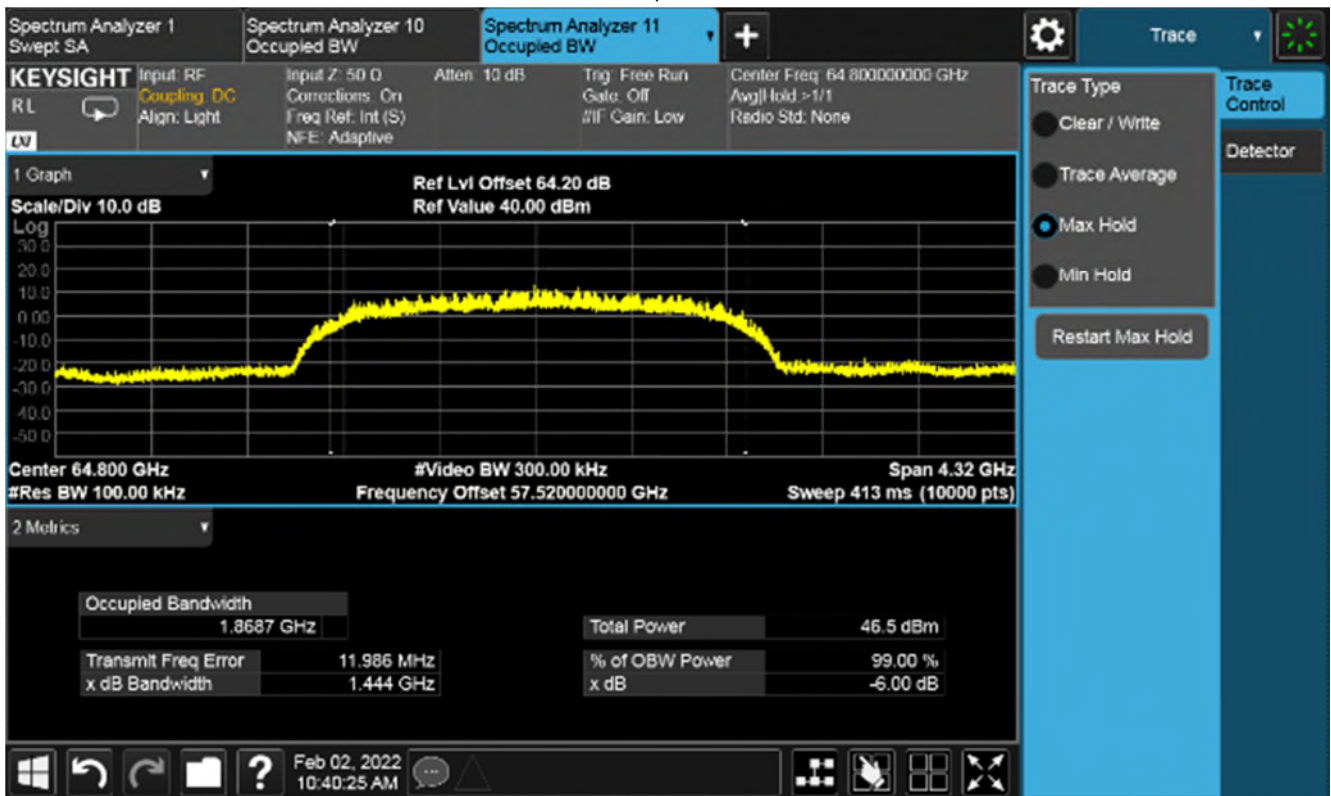 Spectrum Analyzer 1
Swept SA
Spectrum Analyzer 10
Occupied BW
Spectrum Analyzer 11
Occupied BW
Trace
KEYSIGHT
RL
LXI
Input: RF
Coupling: DC
Align: Light
Input Z: 50 Ω
Corrections: On
Freq Ref: Int (S)
NFE: Adaptive
Atten: 10 dB
Trig: Free Run
Gate: Off
#IF Gain: Low
Center Freq: 64.800000000 GHz
Avg|Hold:>1/1
Radio Std: None
Trace Type
Clear / Write
Trace Average
Max Hold
Min Hold
Restart Max Hold
Trace
Control
Detector
1 Graph
Scale/Div 10.0 dB
Ref Lvl Offset 64.20 dB
Ref Value 40.00 dBm
Log
30.0
20.0
10.0
0.00
-10.0
-20.0
-30.0
-40.0
-50.0
Center 64.800 GHz
#Video BW 300.00 kHz
Span 4.32 GHz
#Res BW 100.00 kHz
Frequency Offset 57.520000000 GHz
Sweep 413 ms (10000 pts)
2 Metrics
Occupied Bandwidth
1.8687 GHz
Total Power 46.5 dBm
Transmit Freq Error 11.986 MHz
% of OBW Power 99.00 %
x dB Bandwidth 1.444 GHz
x dB -6.00 dB
?
Feb 02, 2022
10:40:25 AM